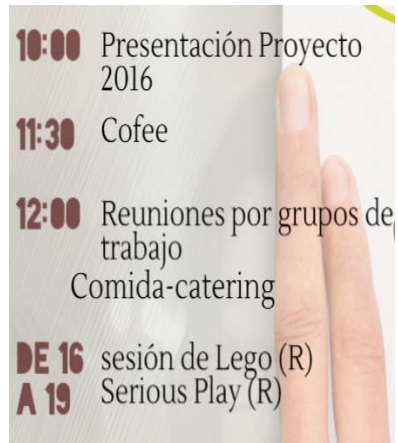 10:00 Presentación Proyecto
2016
11:30 Cofee
12:00 Reuniones por grupos de
trabajo
Comida-catering
DE 16 sesión de Lego (R)
A 19 Serious Play (R)